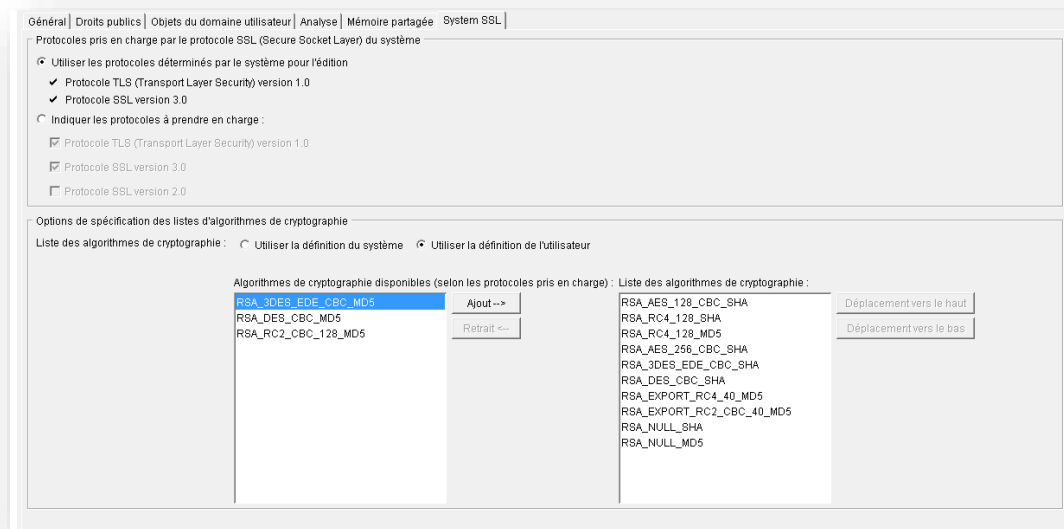 Général Droits publics Objets du domaine utilisateur Analyse Mémoire partagée System SSL
Protocoles pris en charge par le protocole SSL (Secure Socket Layer) du système
Utiliser les protocoles déterminés par le système pour l'édition
Protocole TLS (Transport Layer Security) version 1.0
Protocole SSL version 3.0
Indiquer les protocoles à prendre en charge :
Protocole TLS (Transport Layer Security) version 1.0
Protocole SSL version 3.0
Protocole SSL version 2.0
Options de spécification des listes d'algorithmes de cryptographie
Liste des algorithmes de cryptographie : Utiliser la définition du système Utiliser la définition de l'utilisateur
Algorithmes de cryptographie disponibles (selon les protocoles pris en charge) :
RSA_3DES_EDE_CBC_MD5
RSA_DES_CBC_MD5
RSA_RC2_CBC_128_MD5
Ajout -->
Retrait <--
Liste des algorithmes de cryptographie :
RSA_AES_128_CBC_SHA
RSA_RC4_128_SHA
RSA_RC4_128_MD5
RSA_AES_256_CBC_SHA
RSA_3DES_EDE_CBC_SHA
RSA_DES_CBC_SHA
RSA_EXPORT_RC4_40_MD5
RSA_EXPORT_RC2_CBC_40_MD5
RSA_NULL_SHA
RSA_NULL_MD5
Déplacement vers le haut
Déplacement vers le bas